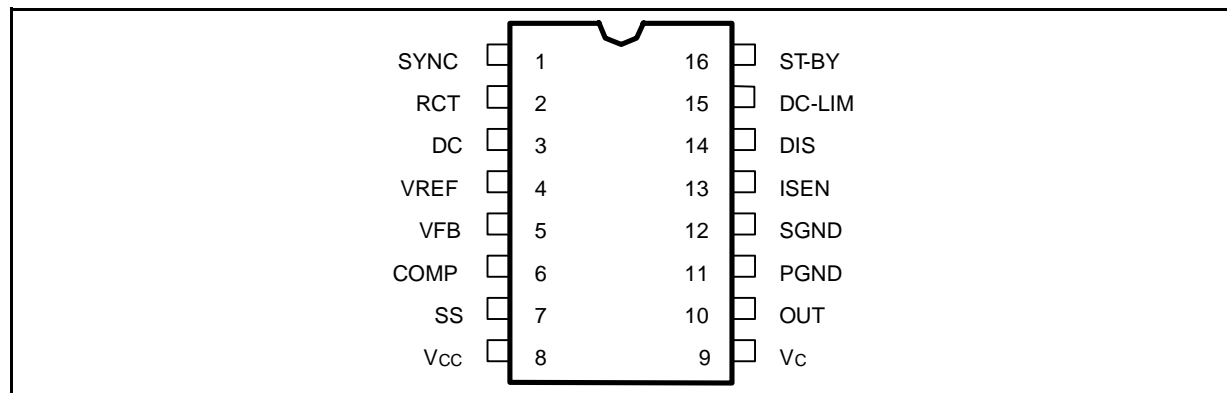 SYNC 1 16 ST-BY
RCT 2 15 DC-LIM
DC 3 14 DIS
VREF 4 13 ISEN
VFB 5 12 SGND
COMP 6 11 PGND
SS 7 10 OUT
VCC 8 9 VC